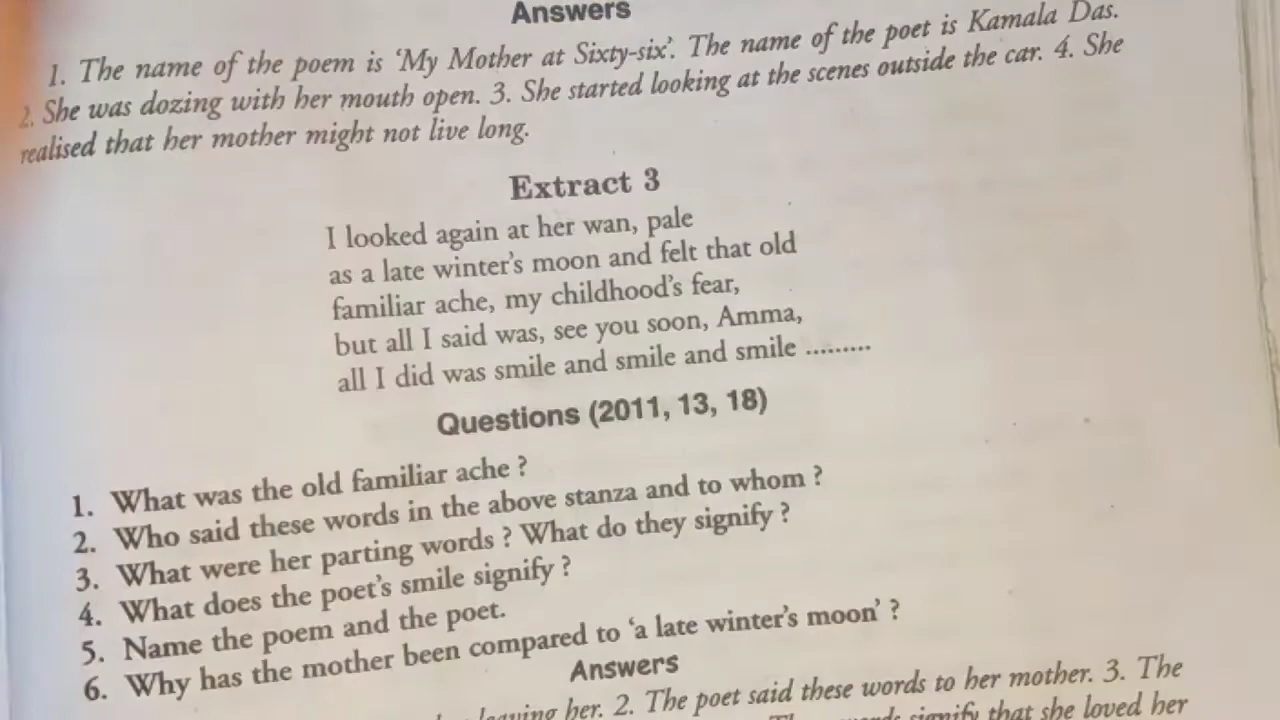 Answers
1. The name of the poem is ‘My Mother at Sixty-six’. The name of the poet is Kamala Das.
2. She was dozing with her mouth open. 3. She started looking at the scenes outside the car. 4. She
realised that her mother might not live long.
Extract 3
I looked again at her wan, pale
as a late winter's moon and felt that old
familiar ache, my childhood's fear,
but all I said was, see you soon, Amma,
all I did was smile and smile and smile .........
Questions (2011, 13, 18)
1. What was the old familiar ache ?
2. Who said these words in the above stanza and to whom ?
3. What were her parting words ? What do they signify ?
4. What does the poet's smile signify ?
5. Name the poem and the poet.
6. Why has the mother been compared to ‘a late winter's moon’ ?
Answers
leaving her. 2. The poet said these words to her mother. 3. The
signify that she loved her